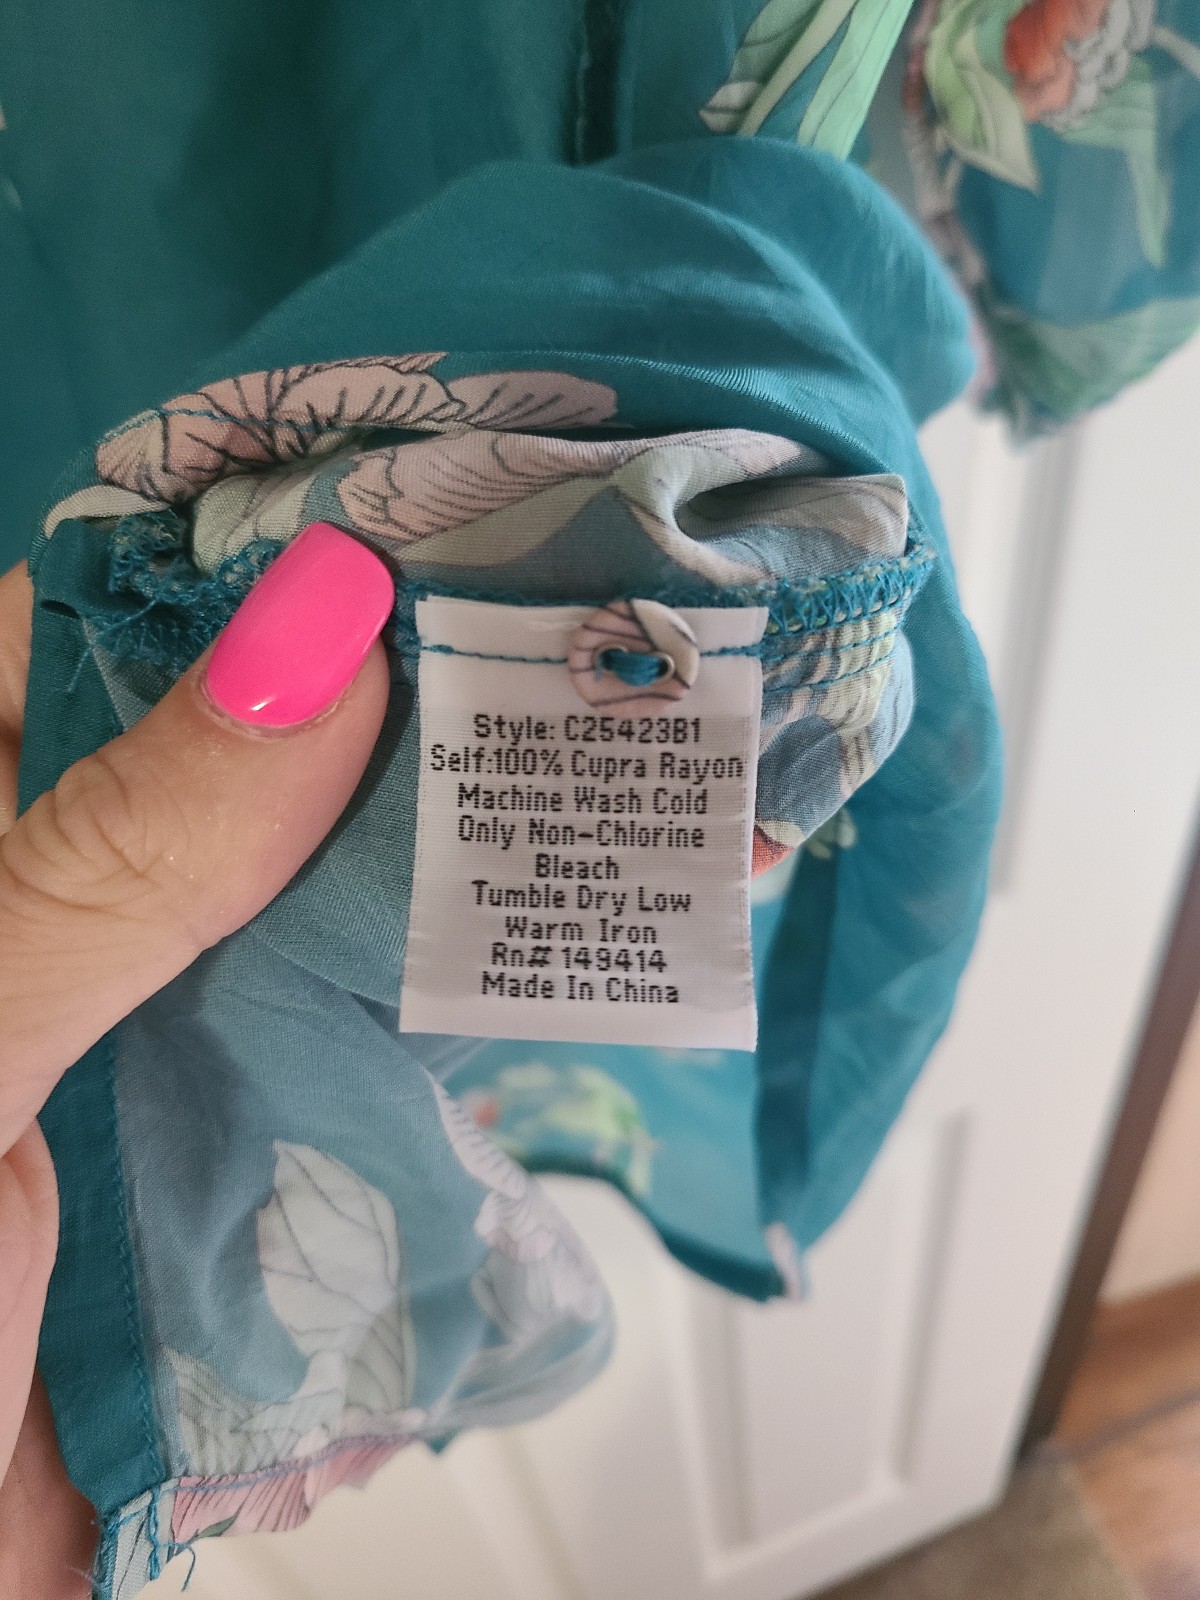 Style: C25423B1
Self:100% Cupra Rayon
Machine Wash Cold
Only Non-Chlorine
Bleach
Tumble Dry Low
Warm Iron
Rn# 149414
Made In China